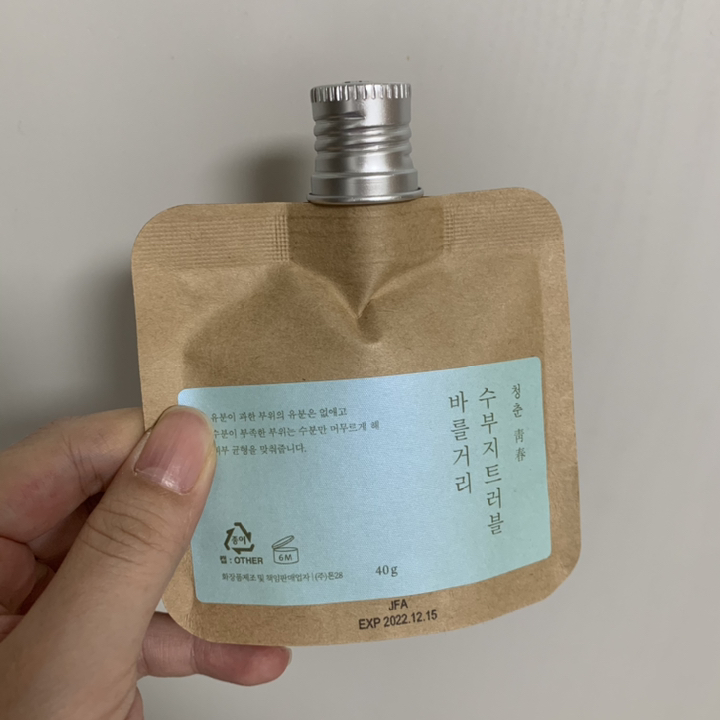 청춘 靑春
수부지트러블
바를거리
유분이 과한 부위의 유분은 없애고
수분이 부족한 부위는 수분만 머무르게 해
피부 균형을 맞춰줍니다.
종이
캡 : OTHER
6M
화장품제조 및 책임판매업자 | (주)톤28
40g
JFA
EXP 2022.12.15